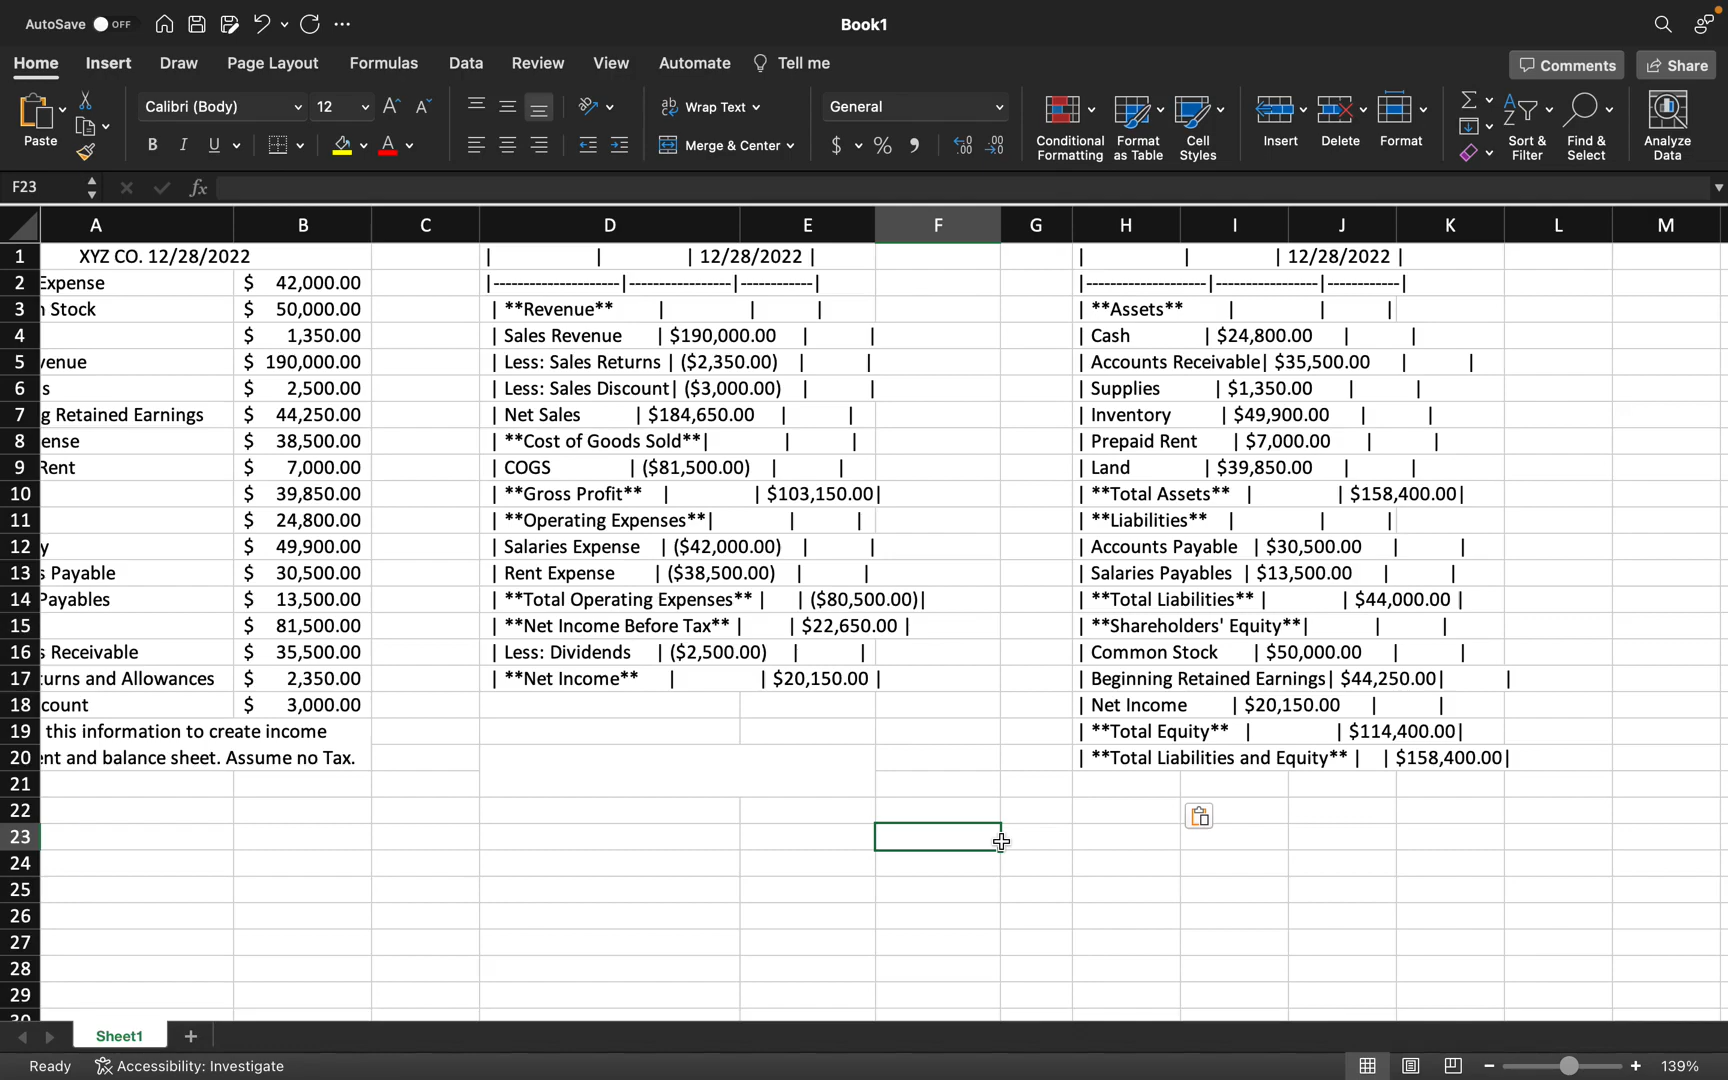 AutoSave OFF Book1
Home Insert Draw Page Layout Formulas Data Review View Automate Tell me Comments Share
Paste Calibri (Body) 12 Wrap Text General Conditional Formatting Format as Table Cell Styles Insert Delete Format Sort & Filter Find & Select Analyze Data
B I U A Merge & Center $ % ,
F23 fx
A B C D E F G H I J K L M
1 XYZ CO. 12/28/2022 | | | 12/28/2022 | | | | 12/28/2022 |
2 Expense $ 42,000.00 |---------------------|-----------------|------------| |--------------------|-----------------|------------|
3 Stock $ 50,000.00 | **Revenue** | | | | **Assets** | | |
4 $ 1,350.00 | Sales Revenue | $190,000.00 | | | Cash | $24,800.00 | |
5 venue $ 190,000.00 | Less: Sales Returns | ($2,350.00) | | | Accounts Receivable| $35,500.00 | |
6 s $ 2,500.00 | Less: Sales Discount| ($3,000.00) | | | Supplies | $1,350.00 | |
7 g Retained Earnings $ 44,250.00 | Net Sales | $184,650.00 | | | Inventory | $49,900.00 | |
8 ense $ 38,500.00 | **Cost of Goods Sold**| | | | Prepaid Rent | $7,000.00 | |
9 Rent $ 7,000.00 | COGS | ($81,500.00) | | | Land | $39,850.00 | |
10 $ 39,850.00 | **Gross Profit** | | $103,150.00| | **Total Assets** | | $158,400.00|
11 $ 24,800.00 | **Operating Expenses**| | | | **Liabilities** | | |
12 y $ 49,900.00 | Salaries Expense | ($42,000.00) | | | Accounts Payable | $30,500.00 | |
13 s Payable $ 30,500.00 | Rent Expense | ($38,500.00) | | | Salaries Payables | $13,500.00 | |
14 Payables $ 13,500.00 | **Total Operating Expenses** | | ($80,500.00)| | **Total Liabilities** | | $44,000.00 |
15 $ 81,500.00 | **Net Income Before Tax** | | $22,650.00 | | **Shareholders' Equity**| | |
16 s Receivable $ 35,500.00 | Less: Dividends | ($2,500.00) | | | Common Stock | $50,000.00 | |
17 urns and Allowances $ 2,350.00 | **Net Income** | | $20,150.00 | | Beginning Retained Earnings| $44,250.00| |
18 count $ 3,000.00 | Net Income | $20,150.00 | |
19 this information to create income | **Total Equity** | | $114,400.00|
20 nt and balance sheet. Assume no Tax. | **Total Liabilities and Equity** | | $158,400.00|
21
22
23
24
25
26
27
28
29
Sheet1 +
Ready Accessibility: Investigate 139%